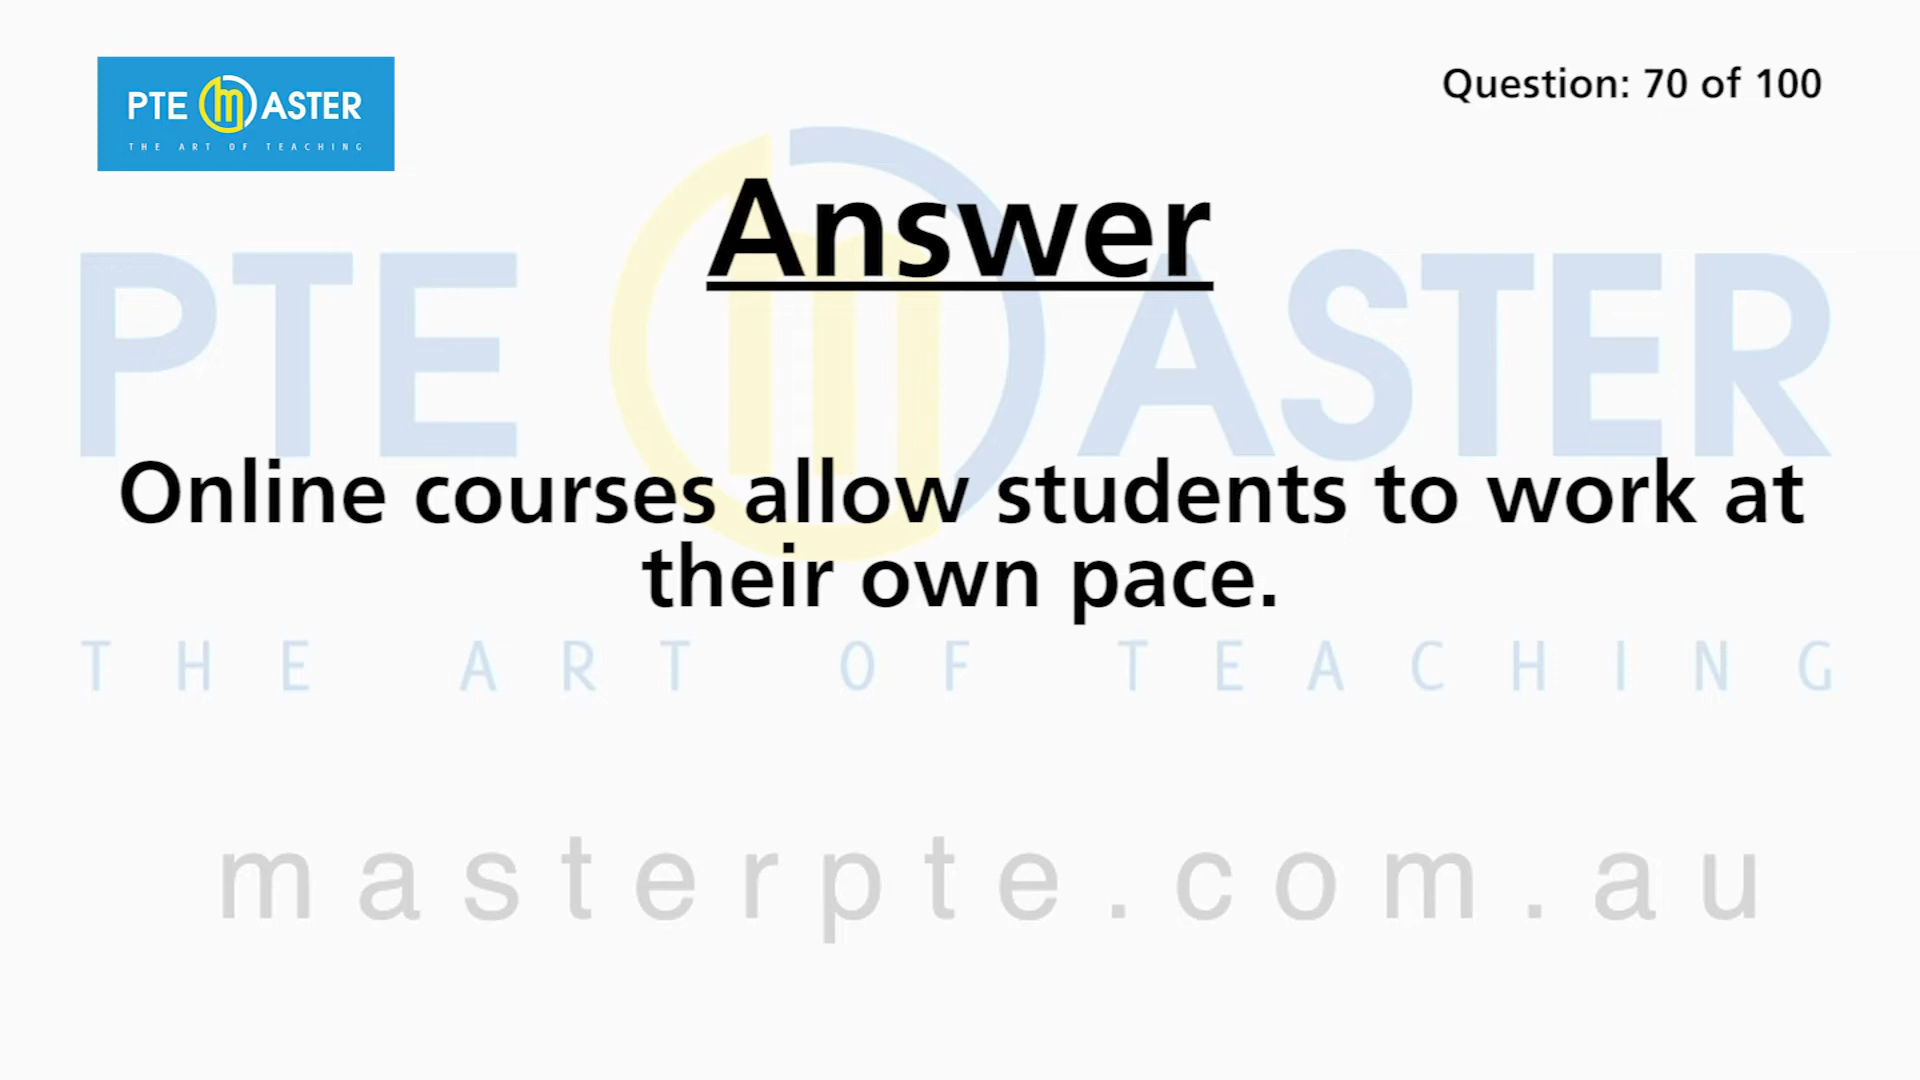 PTE MASTER
THE ART OF TEACHING
Question: 70 of 100
Answer
PTE MASTER
Online courses allow students to work at
their own pace.
THE ART OF TEACHING
masterpte.com.au